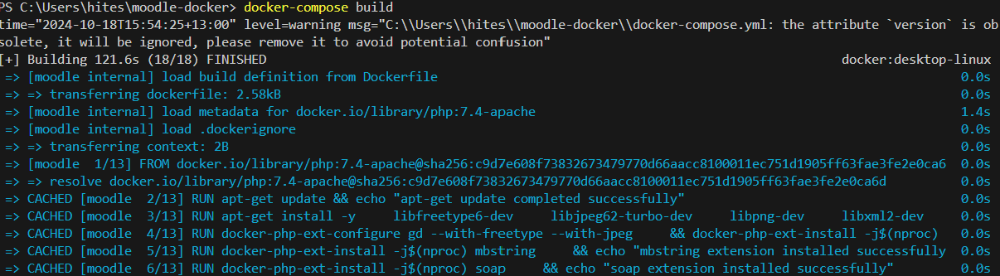 PS C:\Users\hites\moodle-docker> docker-compose build
time="2024-10-18T15:54:25+13:00" level=warning msg="C:\\Users\\hites\\moodle-docker\\docker-compose.yml: the attribute `version` is ob
solete, it will be ignored, please remove it to avoid potential confusion"
[+] Building 121.6s (18/18) FINISHED docker:desktop-linux
=> [moodle internal] load build definition from Dockerfile 0.0s
=> => transferring dockerfile: 2.58kB 0.0s
=> [moodle internal] load metadata for docker.io/library/php:7.4-apache 1.4s
=> [moodle internal] load .dockerignore 0.0s
=> => transferring context: 2B 0.0s
=> [moodle 1/13] FROM docker.io/library/php:7.4-apache@sha256:c9d7e608f73832673479770d66aacc8100011ec751d1905ff63fae3fe2e0ca6 0.0s
=> => resolve docker.io/library/php:7.4-apache@sha256:c9d7e608f73832673479770d66aacc8100011ec751d1905ff63fae3fe2e0ca6d 0.0s
=> CACHED [moodle 2/13] RUN apt-get update && echo "apt-get update completed successfully" 0.0s
=> CACHED [moodle 3/13] RUN apt-get install -y libfreetype6-dev libjpeg62-turbo-dev libpng-dev libxml2-dev 0.0s
=> CACHED [moodle 4/13] RUN docker-php-ext-configure gd --with-freetype --with-jpeg && docker-php-ext-install -j$(nproc) 0.0s
=> CACHED [moodle 5/13] RUN docker-php-ext-install -j$(nproc) mbstring && echo "mbstring extension installed successfully 0.0s
=> CACHED [moodle 6/13] RUN docker-php-ext-install -j$(nproc) soap && echo "soap extension installed successfully" 0.0s